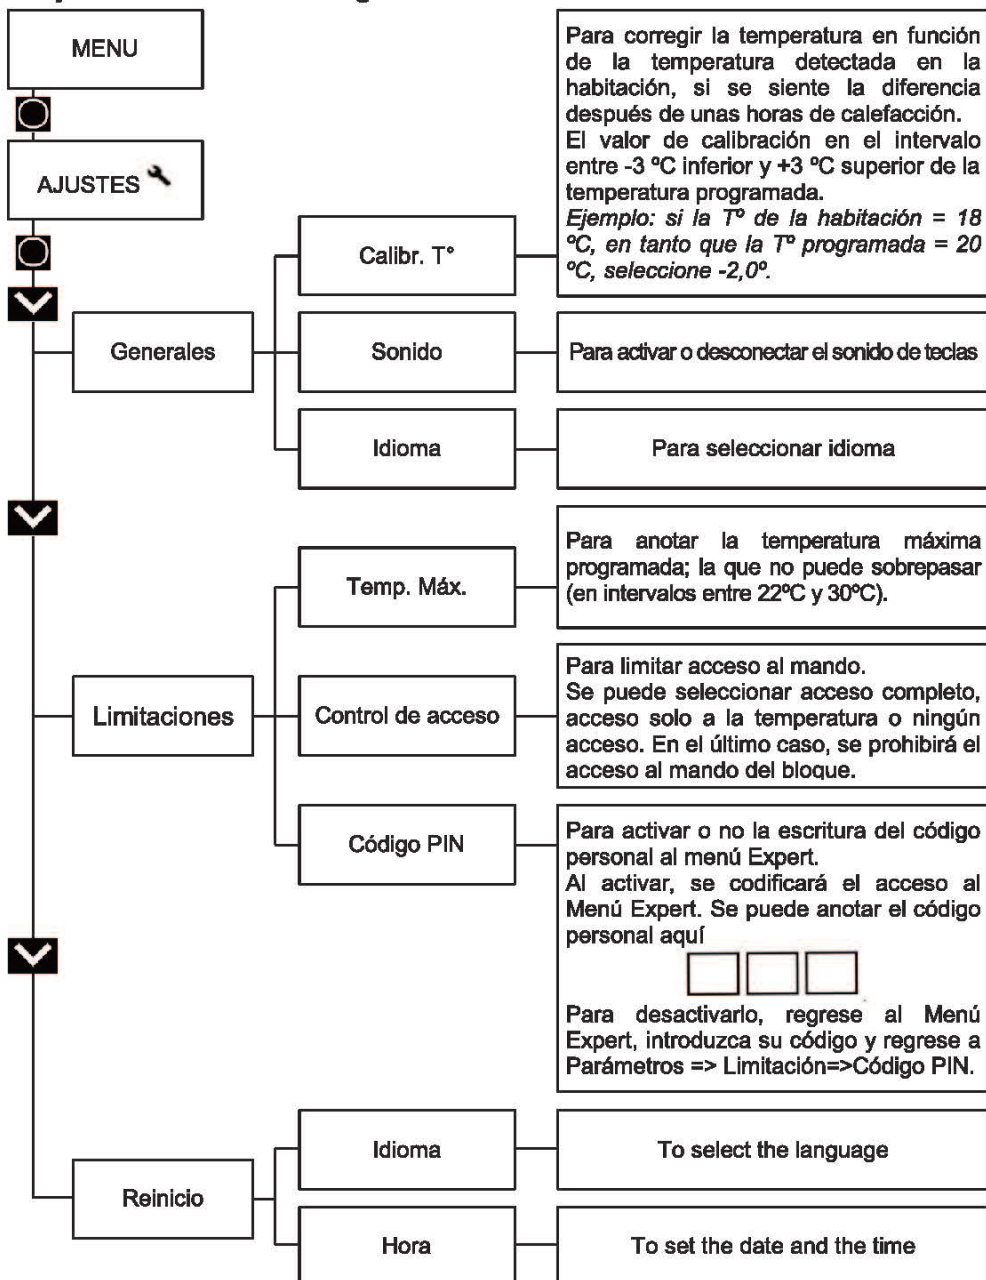 MENU
AJUSTES
Generales
Calibr. T°
Para corregir la temperatura en función
de la temperatura detectada en la
habitación, si se siente la diferencia
después de unas horas de calefacción.
El valor de calibración en el intervalo
entre -3 ºC inferior y +3 ºC superior de la
temperatura programada.
Ejemplo: si la Tº de la habitación = 18
ºC, en tanto que la Tº programada = 20
ºC, seleccione -2,0º.
Sonido
Para activar o desconectar el sonido de teclas
Idioma
Para seleccionar idioma
Limitaciones
Temp. Máx.
Para anotar la temperatura máxima
programada; la que no puede sobrepasar
(en intervalos entre 22ºC y 30ºC).
Control de acceso
Para limitar acceso al mando.
Se puede seleccionar acceso completo,
acceso solo a la temperatura o ningún
acceso. En el último caso, se prohibirá el
acceso al mando del bloque.
Código PIN
Para activar o no la escritura del código
personal al menú Expert.
Al activar, se codificará el acceso al
Menú Expert. Se puede anotar el código
personal aquí
Para desactivarlo, regrese al Menú
Expert, introduzca su código y regrese a
Parámetros => Limitación=>Código PIN.
Reinicio
Idioma
To select the language
Hora
To set the date and the time